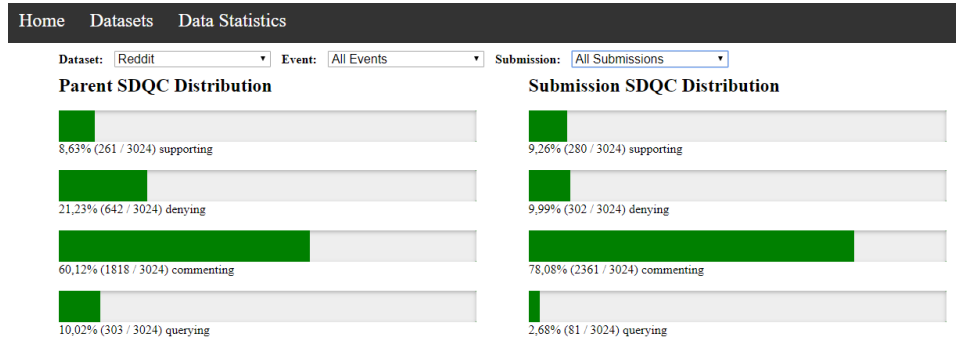 Home Datasets Data Statistics
Dataset: Reddit Event: All Events Submission: All Submissions
Parent SDQC Distribution
8,63% (261 / 3024) supporting
21,23% (642 / 3024) denying
60,12% (1818 / 3024) commenting
10,02% (303 / 3024) querying
Submission SDQC Distribution
9,26% (280 / 3024) supporting
9,99% (302 / 3024) denying
78,08% (2361 / 3024) commenting
2,68% (81 / 3024) querying